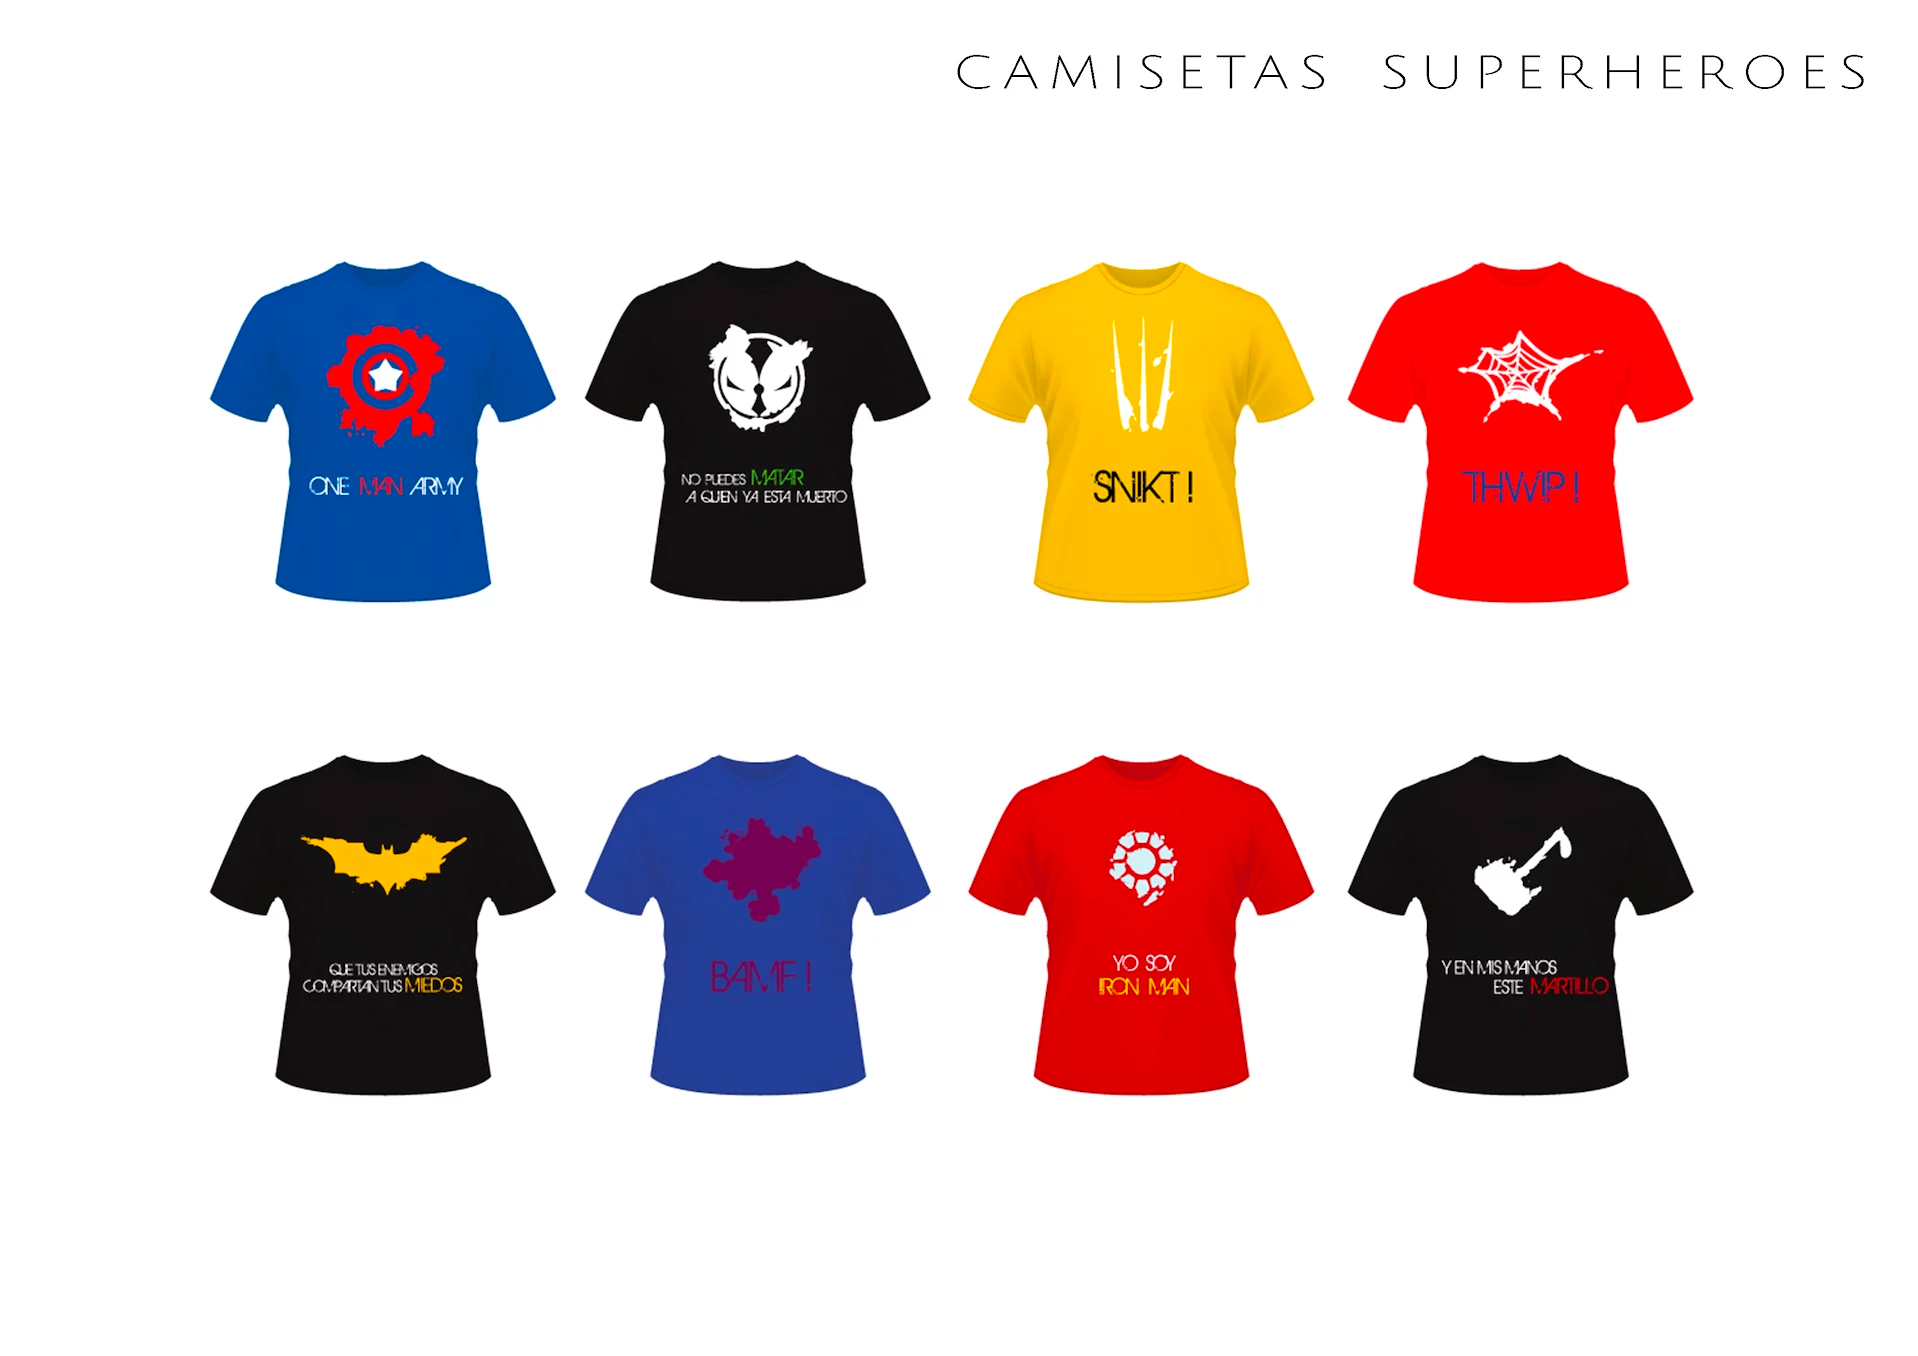 CAMISETAS SUPERHEROES
ONE MAN ARMY
NO PUEDES MATAR
A QUIEN YA ESTA MUERTO
SNIKT !
THWIP !
QUE TUS ENEMIGOS
COMPARTAN TUS MIEDOS
BAMF !
YO SOY
IRON MAN
Y EN MIS MANOS
ESTE MARTILLO